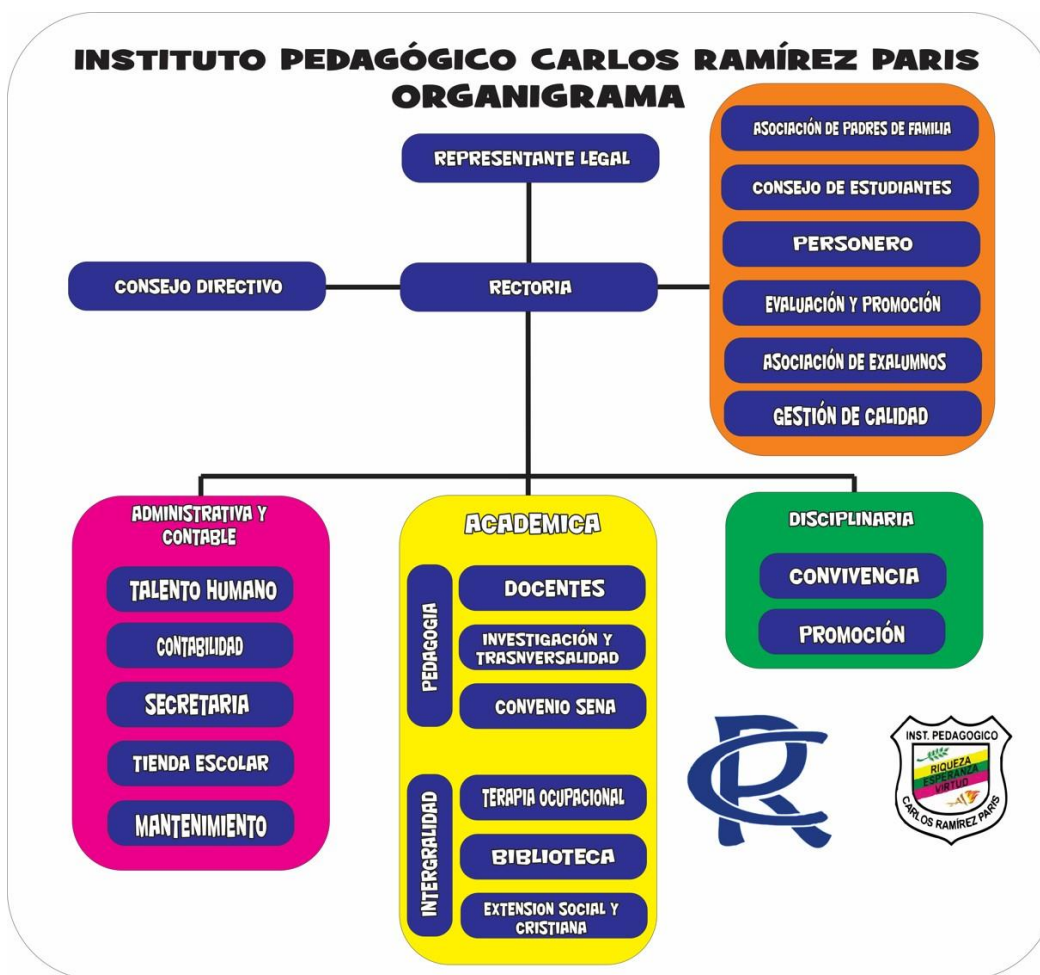 INSTITUTO PEDAGÓGICO CARLOS RAMÍREZ PARIS
ORGANIGRAMA
REPRESENTANTE LEGAL
CONSEJO DIRECTIVO
RECTORIA
ASOCIACIÓN DE PADRES DE FAMILIA
CONSEJO DE ESTUDIANTES
PERSONERO
EVALUACIÓN Y PROMOCIÓN
ASOCIACIÓN DE EXALUMNOS
GESTIÓN DE CALIDAD
ADMINISTRATIVA Y
CONTABLE
TALENTO HUMANO
CONTABILIDAD
SECRETARIA
TIENDA ESCOLAR
MANTENIMIENTO
ACADEMICA
PEDAGOGIA
DOCENTES
INVESTIGACIÓN Y
TRASNVERSALIDAD
CONVENIO SENA
INTERGRALIDAD
TERAPIA OCUPACIONAL
BIBLIOTECA
EXTENSION SOCIAL Y
CRISTIANA
DISCIPLINARIA
CONVIVENCIA
PROMOCIÓN
RC
INST. PEDAGOGICO
RIQUEZA
ESPERANZA
VIRTUD
CARLOS RAMÍREZ PARIS